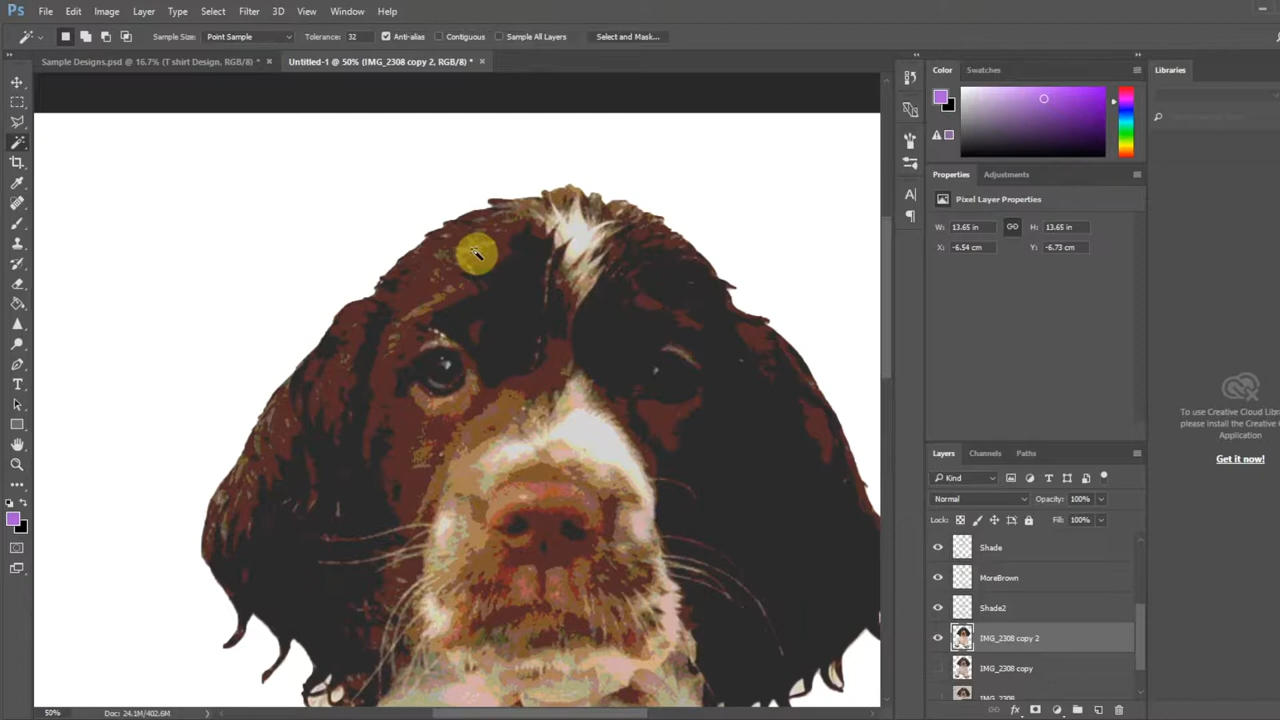 Ps File Edit Image Layer Type Select Filter 3D View Window Help
Sample Size: Point Sample Tolerance: 32 Anti-alias Contiguous Sample All Layers Select and Mask...
Sample Designs.psd @ 16.7% (T shirt Design, RGB/8) * × Untitled-1 @ 50% (IMG_2308 copy 2, RGB/8) * ×
Color Swatches
Libraries
Properties Adjustments
Pixel Layer Properties
W: 13.65 in H: 13.65 in
X: -6.54 cm Y: -6.73 cm
To use Creative Cloud Libr
please install the Creative C
Application
Get it now!
Layers Channels Paths
Kind
Normal Opacity: 100%
Lock: Fill: 100%
Shade
MoreBrown
Shade2
IMG_2308 copy 2
IMG_2308 copy
IMG_2308
50% Doc: 24.1M/402.6M